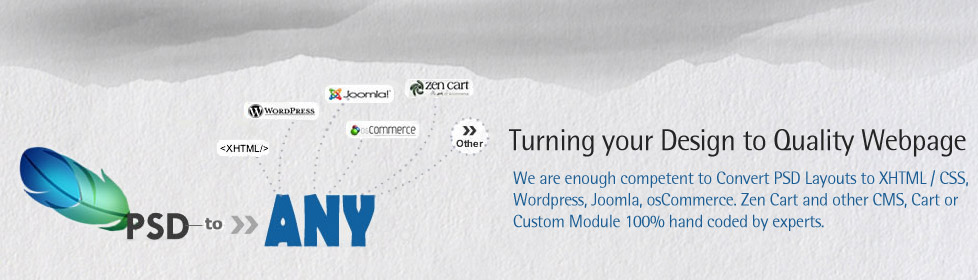 zen cart
Joomla!
WORDPRESS
osCommerce
<XHTML/>
Other
PSD to ANY
Turning your Design to Quality Webpage
We are enough competent to Convert PSD Layouts to XHTML / CSS,
Wordpress, Joomla, osCommerce. Zen Cart and other CMS, Cart or
Custom Module 100% hand coded by experts.